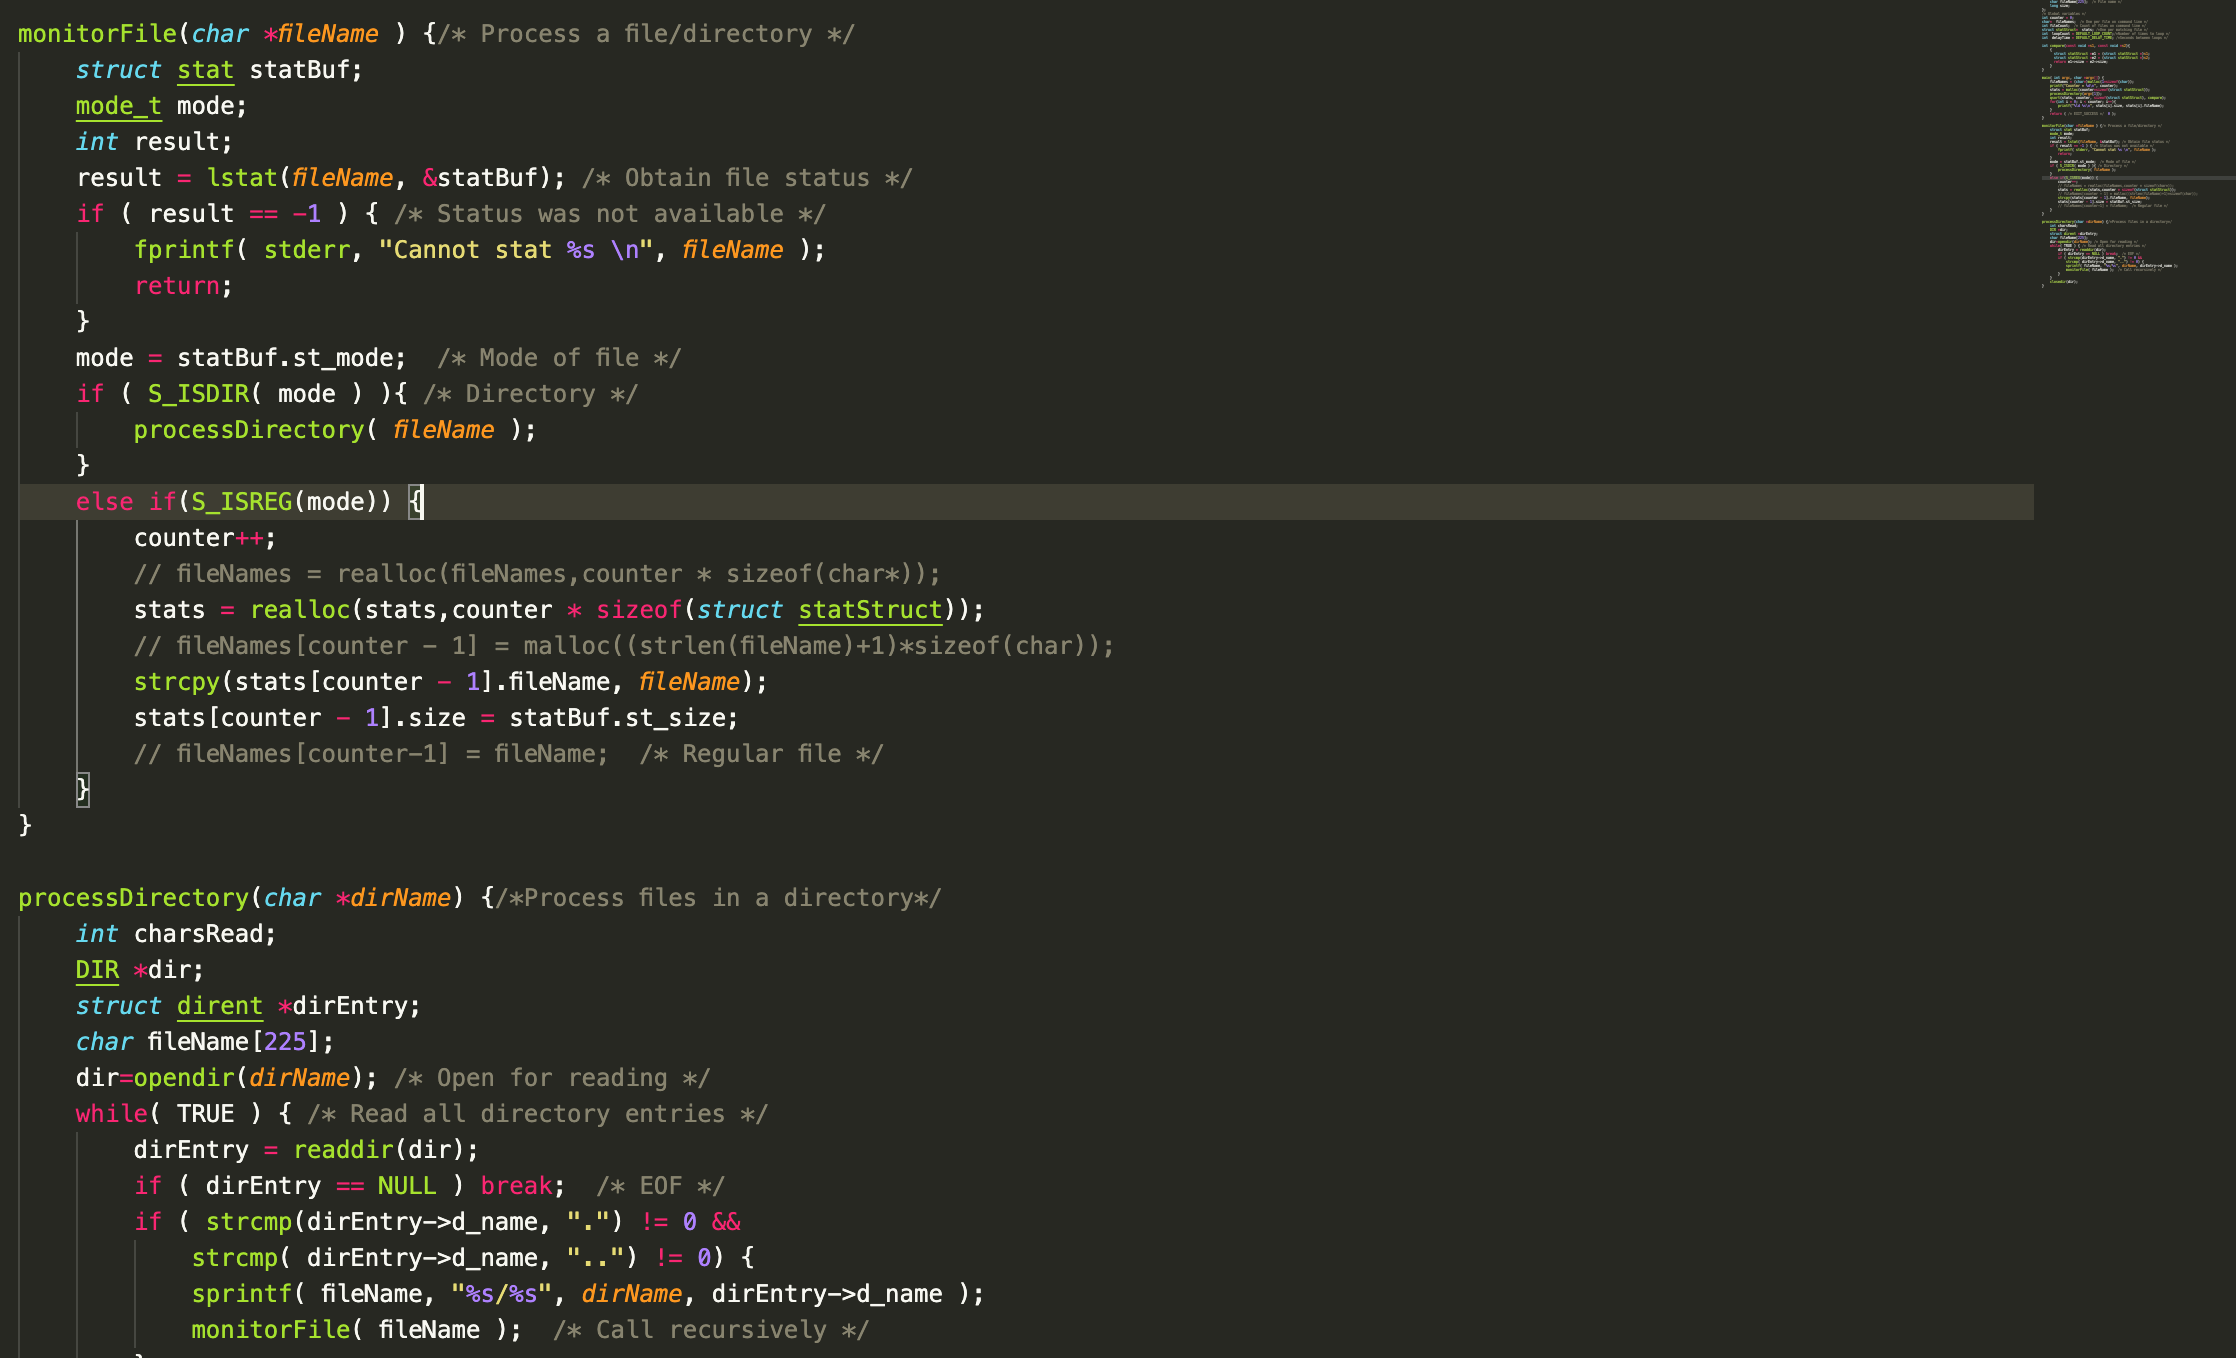 monitorFile(char *fileName ) {/* Process a file/directory */
    struct stat statBuf;
    mode_t mode;
    int result;
    result = lstat(fileName, &statBuf); /* Obtain file status */
    if ( result == -1 ) { /* Status was not available */
        fprintf( stderr, "Cannot stat %s \n", fileName );
        return;
    }
    mode = statBuf.st_mode;  /* Mode of file */
    if ( S_ISDIR( mode ) ){ /* Directory */
        processDirectory( fileName );
    }
    else if(S_ISREG(mode)) {
        counter++;
        // fileNames = realloc(fileNames,counter * sizeof(char*));
        stats = realloc(stats,counter * sizeof(struct statStruct));
        // fileNames[counter - 1] = malloc((strlen(fileName)+1)*sizeof(char));
        strcpy(stats[counter - 1].fileName, fileName);
        stats[counter - 1].size = statBuf.st_size;
        // fileNames[counter-1] = fileName;  /* Regular file */
    }
}

processDirectory(char *dirName) {/*Process files in a directory*/
    int charsRead;
    DIR *dir;
    struct dirent *dirEntry;
    char fileName[225];
    dir=opendir(dirName); /* Open for reading */
    while( TRUE ) { /* Read all directory entries */
        dirEntry = readdir(dir);
        if ( dirEntry == NULL ) break;  /* EOF */
        if ( strcmp(dirEntry->d_name, ".") != 0 &&
            strcmp( dirEntry->d_name, "..") != 0) {
            sprintf( fileName, "%s/%s", dirName, dirEntry->d_name );
            monitorFile( fileName );  /* Call recursively */